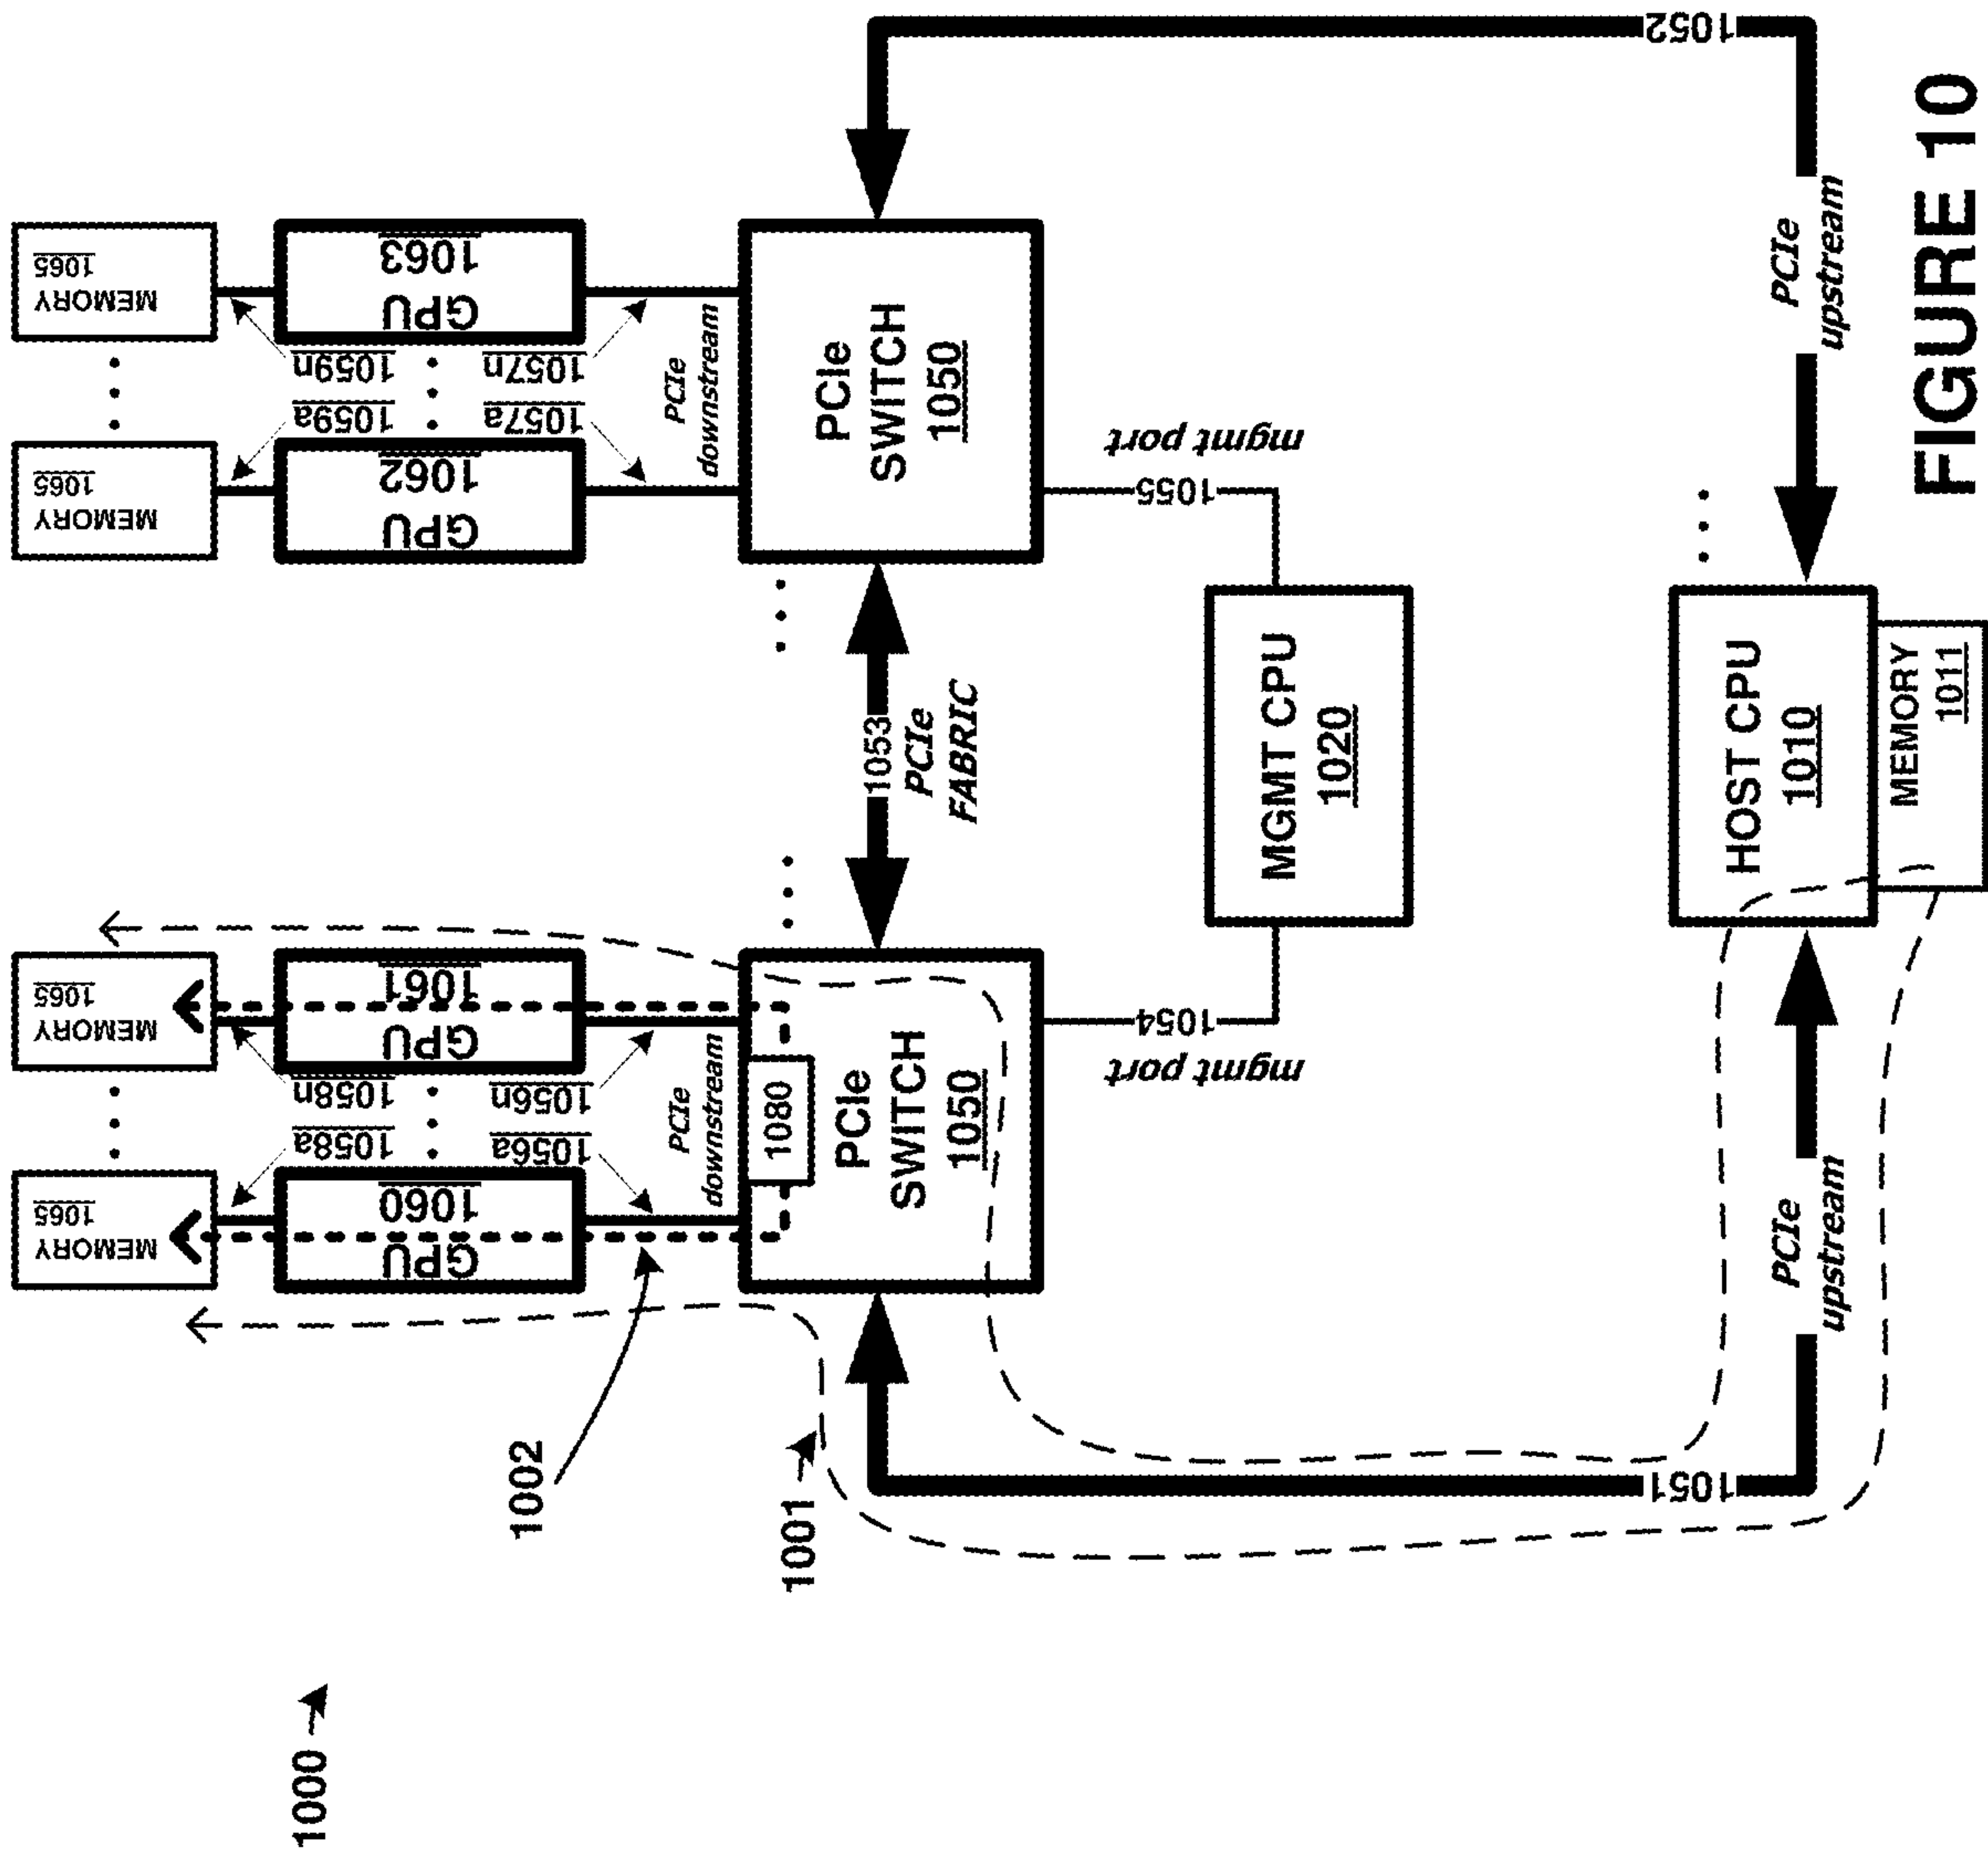 1000
MEMORY
1065
MEMORY
1065
MEMORY
1065
MEMORY
1065
1058a
1058n
1059a
1059n
GPU
1060
GPU
1061
GPU
1062
GPU
1063
1056a
1056n
1057a
1057n
1002
PCIe
downstream
PCIe
downstream
1001
1080
PCIe
SWITCH
1050
1053
PCIe
FABRIC
PCIe
SWITCH
1050
mgmt port
1054
1055
mgmt port
MGMT CPU
1020
1051
1052
PCIe
upstream
HOST CPU
1010
MEMORY
1011
PCIe
upstream
FIGURE 10